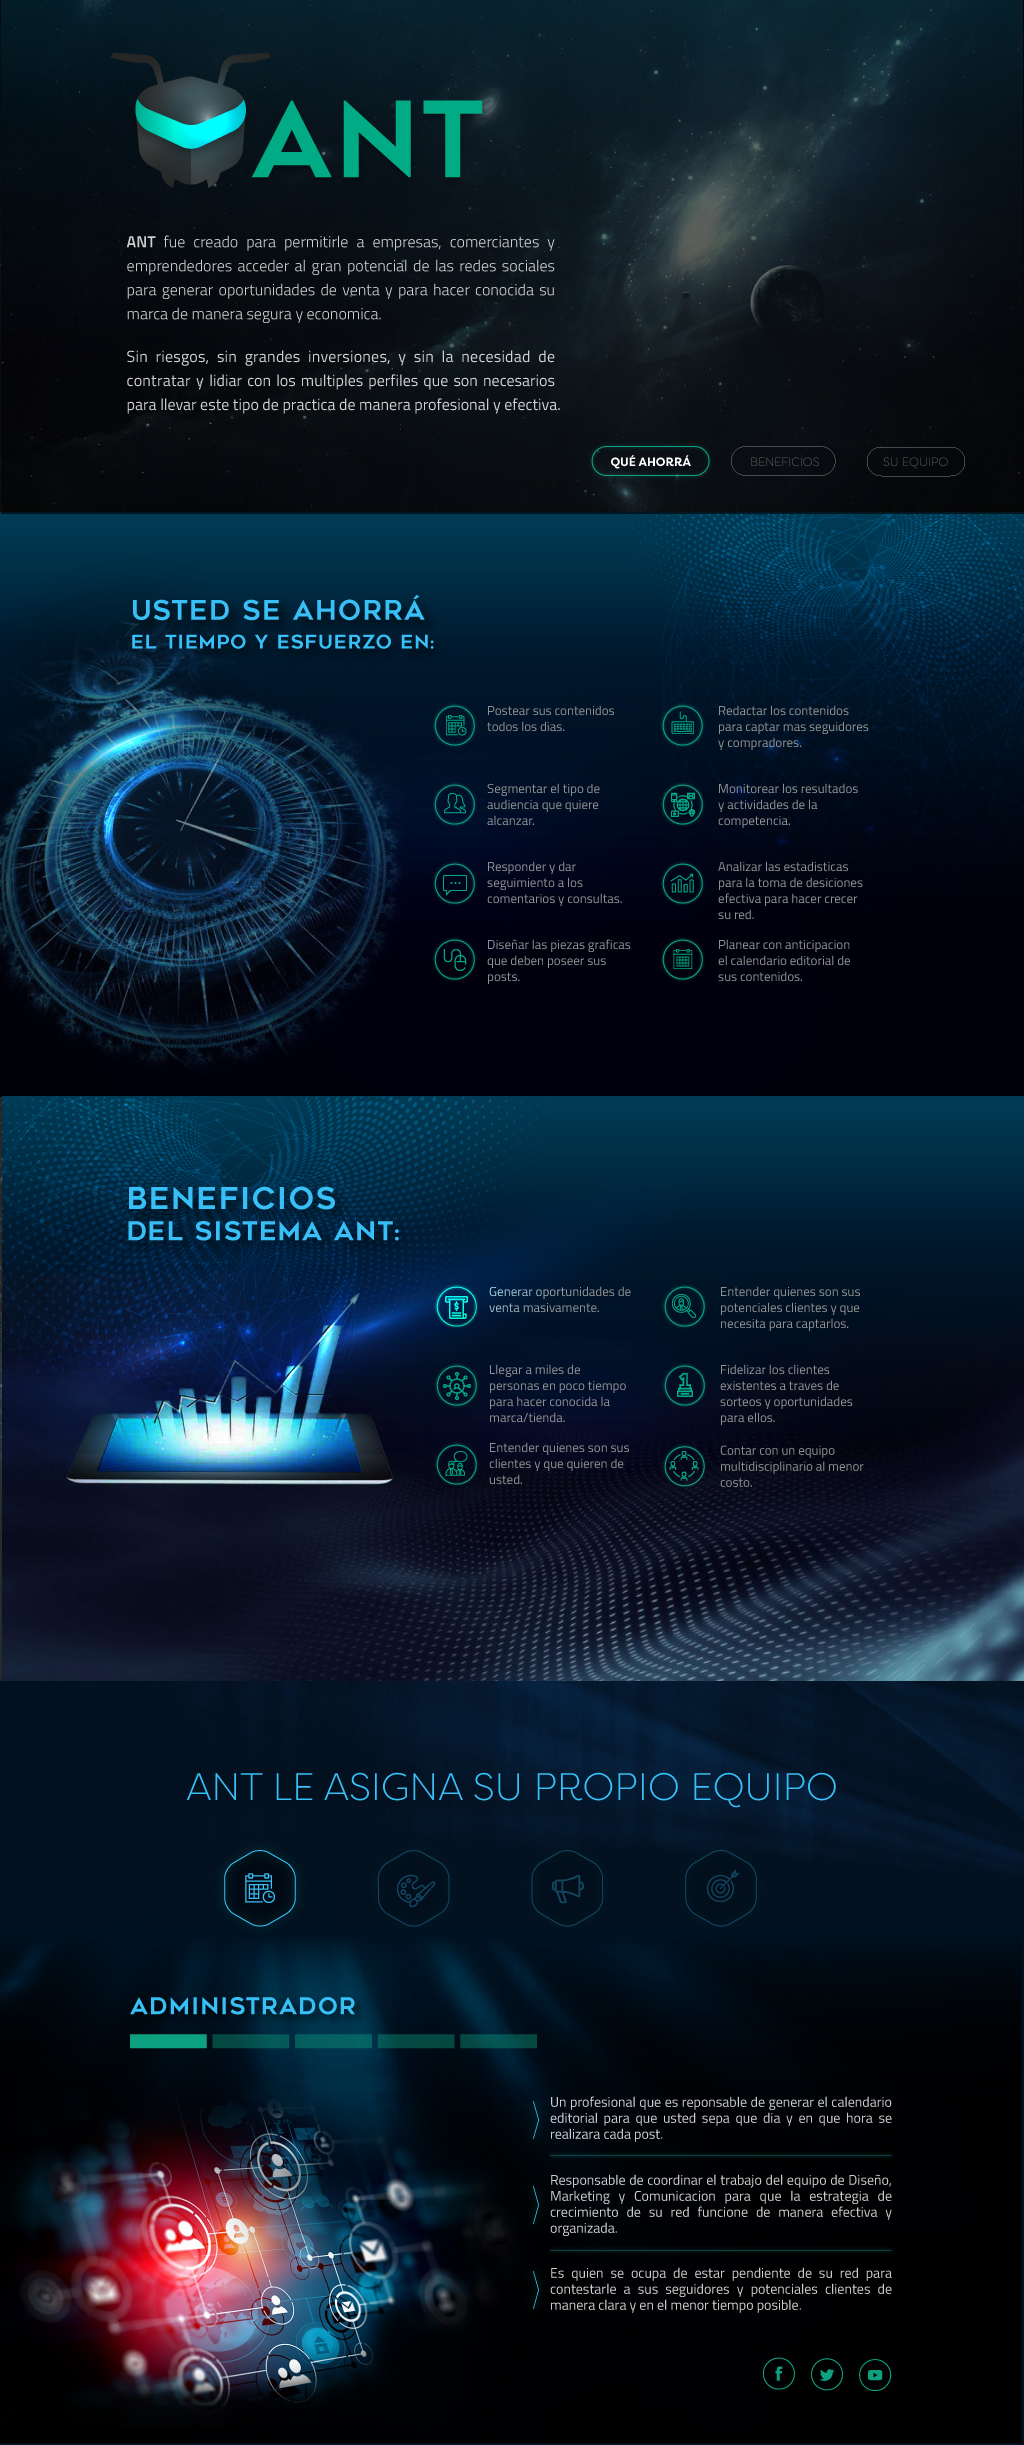 ANT
ANT fue creado para permitirle a empresas, comerciantes y
emprendedores acceder al gran potencial de las redes sociales
para generar oportunidades de venta y para hacer conocida su
marca de manera segura y economica.
Sin riesgos, sin grandes inversiones, y sin la necesidad de
contratar y lidiar con los multiples perfiles que son necesarios
para llevar este tipo de practica de manera profesional y efectiva.
QUÉ AHORRÁ
BENEFICIOS
SU EQUIPO
USTED SE AHORRÁ
EL TIEMPO Y ESFUERZO EN:
Postear sus contenidos
todos los dias.
Redactar los contenidos
para captar mas seguidores
y compradores.
Segmentar el tipo de
audiencia que quiere
alcanzar.
Monitorear los resultados
y actividades de la
competencia.
Responder y dar
seguimiento a los
comentarios y consultas.
Analizar las estadisticas
para la toma de desiciones
efectiva para hacer crecer
su red.
Diseñar las piezas graficas
que deben poseer sus
posts.
Planear con anticipacion
el calendario editorial de
sus contenidos.
BENEFICIOS
DEL SISTEMA ANT:
Generar oportunidades de
venta masivamente.
Entender quienes son sus
potenciales clientes y que
necesita para captarlos.
Llegar a miles de
personas en poco tiempo
para hacer conocida la
marca/tienda.
Fidelizar los clientes
existentes a traves de
sorteos y oportunidades
para ellos.
Entender quienes son sus
clientes y que quieren de
usted.
Contar con un equipo
multidisciplinario al menor
costo.
ANT LE ASIGNA SU PROPIO EQUIPO
ADMINISTRADOR
Un profesional que es reponsable de generar el calendario
editorial para que usted sepa que dia y en que hora se
realizara cada post.
Responsable de coordinar el trabajo del equipo de Diseño,
Marketing y Comunicacion para que la estrategia de
crecimiento de su red funcione de manera efectiva y
organizada.
Es quien se ocupa de estar pendiente de su red para
contestarle a sus seguidores y potenciales clientes de
manera clara y en el menor tiempo posible.